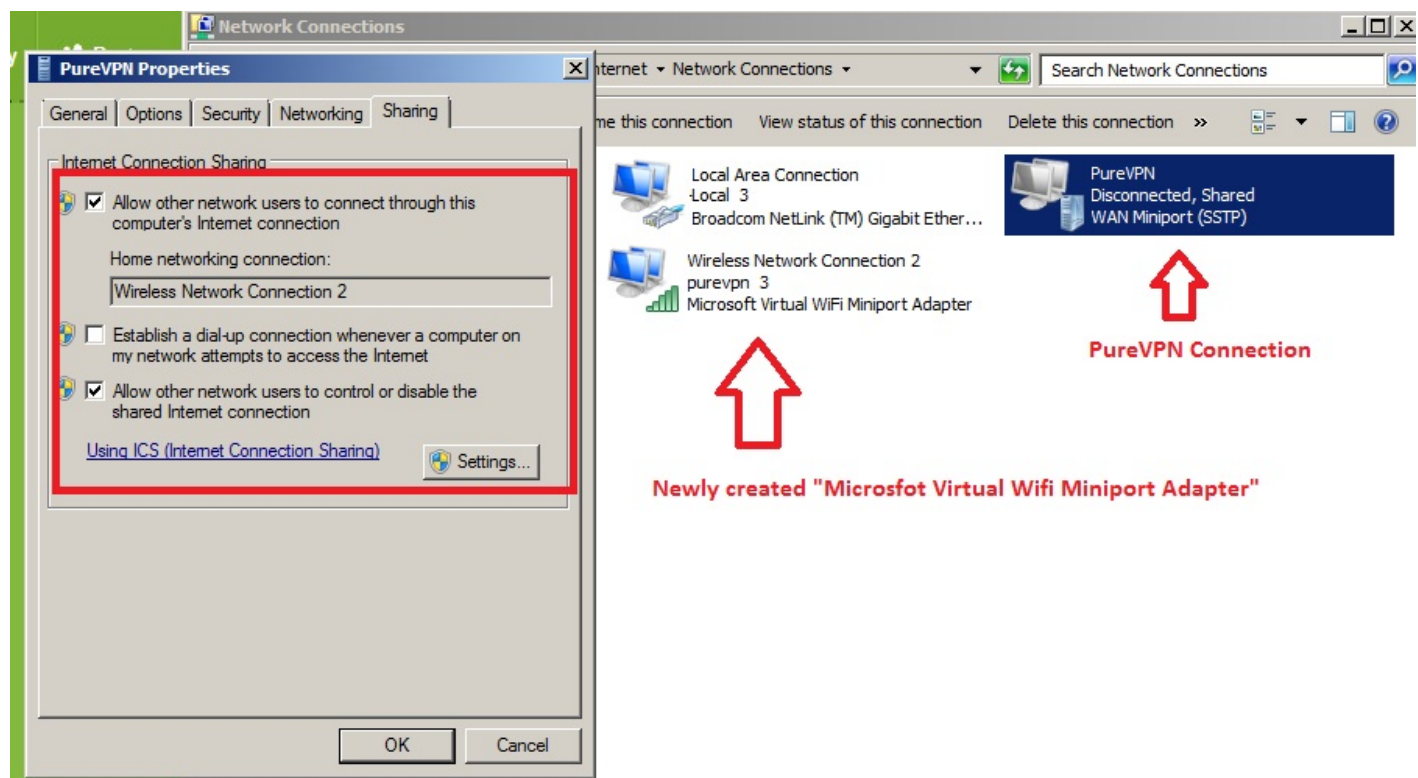 Network Connections
PureVPN Properties
nternet
Network Connections
Search Network Connections
General
Options
Security
Networking
Sharing
me this connection
View status of this connection
Delete this connection
»
Internet Connection Sharing
Allow other network users to connect through this
computer's Internet connection
Home networking connection:
Wireless Network Connection 2
Establish a dial-up connection whenever a computer on
my network attempts to access the Internet
Allow other network users to control or disable the
shared Internet connection
Using ICS (Internet Connection Sharing)
Settings...
OK
Cancel
Local Area Connection
-Local 3
Broadcom NetLink (TM) Gigabit Ether...
PureVPN
Disconnected, Shared
WAN Miniport (SSTP)
Wireless Network Connection 2
purevpn 3
Microsoft Virtual WiFi Miniport Adapter
PureVPN Connection
Newly created "Microsfot Virtual Wifi Miniport Adapter"